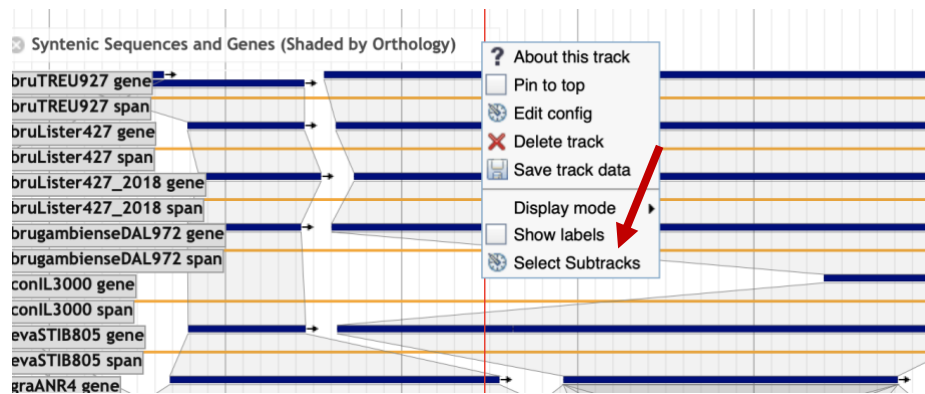 Syntenic Sequences and Genes (Shaded by Orthology)
bruTREU927 gene
bruTREU927 span
bruLister427 gene
bruLister427 span
bruLister427_2018 gene
bruLister427_2018 span
brugambienseDAL972 gene
brugambienseDAL972 span
conIL3000 gene
conIL3000 span
evaSTIB805 gene
evaSTIB805 span
graANR4 gene
? About this track
Pin to top
Edit config
Delete track
Save track data
Display mode
Show labels
Select Subtracks